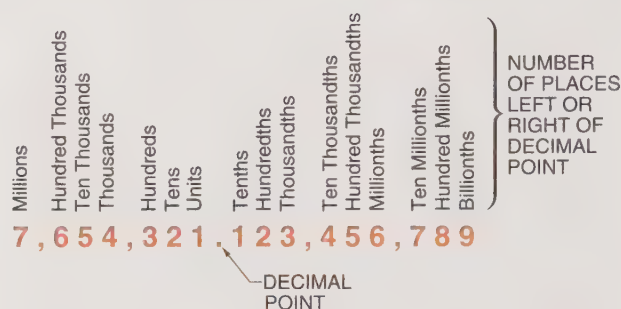 Millions
Hundred Thousands
Ten Thousands
Thousands
Hundreds
Tens
Units
Tenths
Hundredths
Thousandths
Ten Thousandths
Hundred Thousandths
Millionths
Ten Millionths
Hundred Millionths
Billionths
NUMBER
OF PLACES
LEFT OR
RIGHT OF
DECIMAL
POINT
7,654,321.123,456,789
DECIMAL
POINT